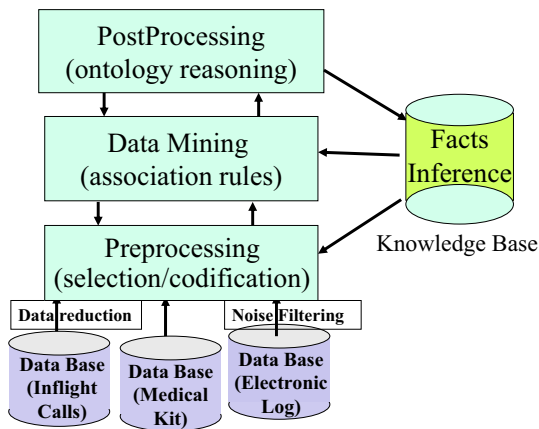 PostProcessing
(ontology reasoning)
Data Mining
(association rules)
Facts
Inference
Knowledge Base
Preprocessing
(selection/codification)
Data reduction
Noise Filtering
Data Base
(Inflight
Calls)
Data Base
(Medical
Kit)
Data Base
(Electronic
Log)